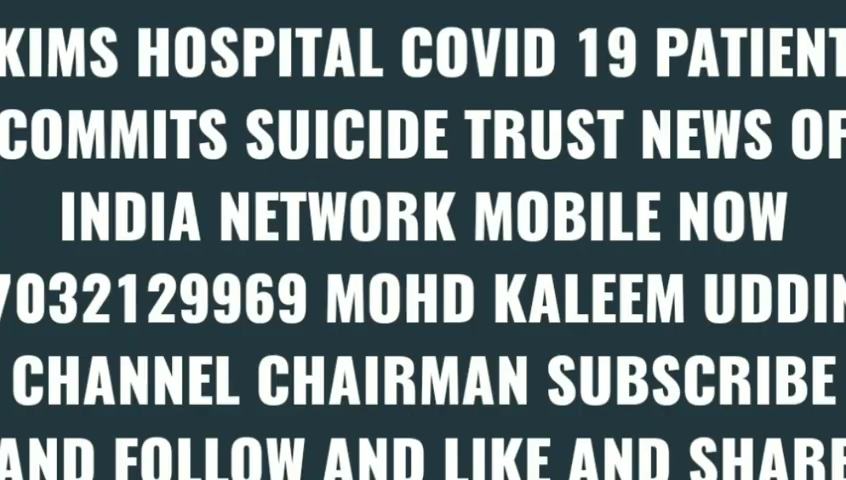 KIMS HOSPITAL COVID 19 PATIENT
COMMITS SUICIDE TRUST NEWS OF
INDIA NETWORK MOBILE NOW
7032129969 MOHD KALEEM UDDIN
CHANNEL CHAIRMAN SUBSCRIBE
AND FOLLOW AND LIKE AND SHARE